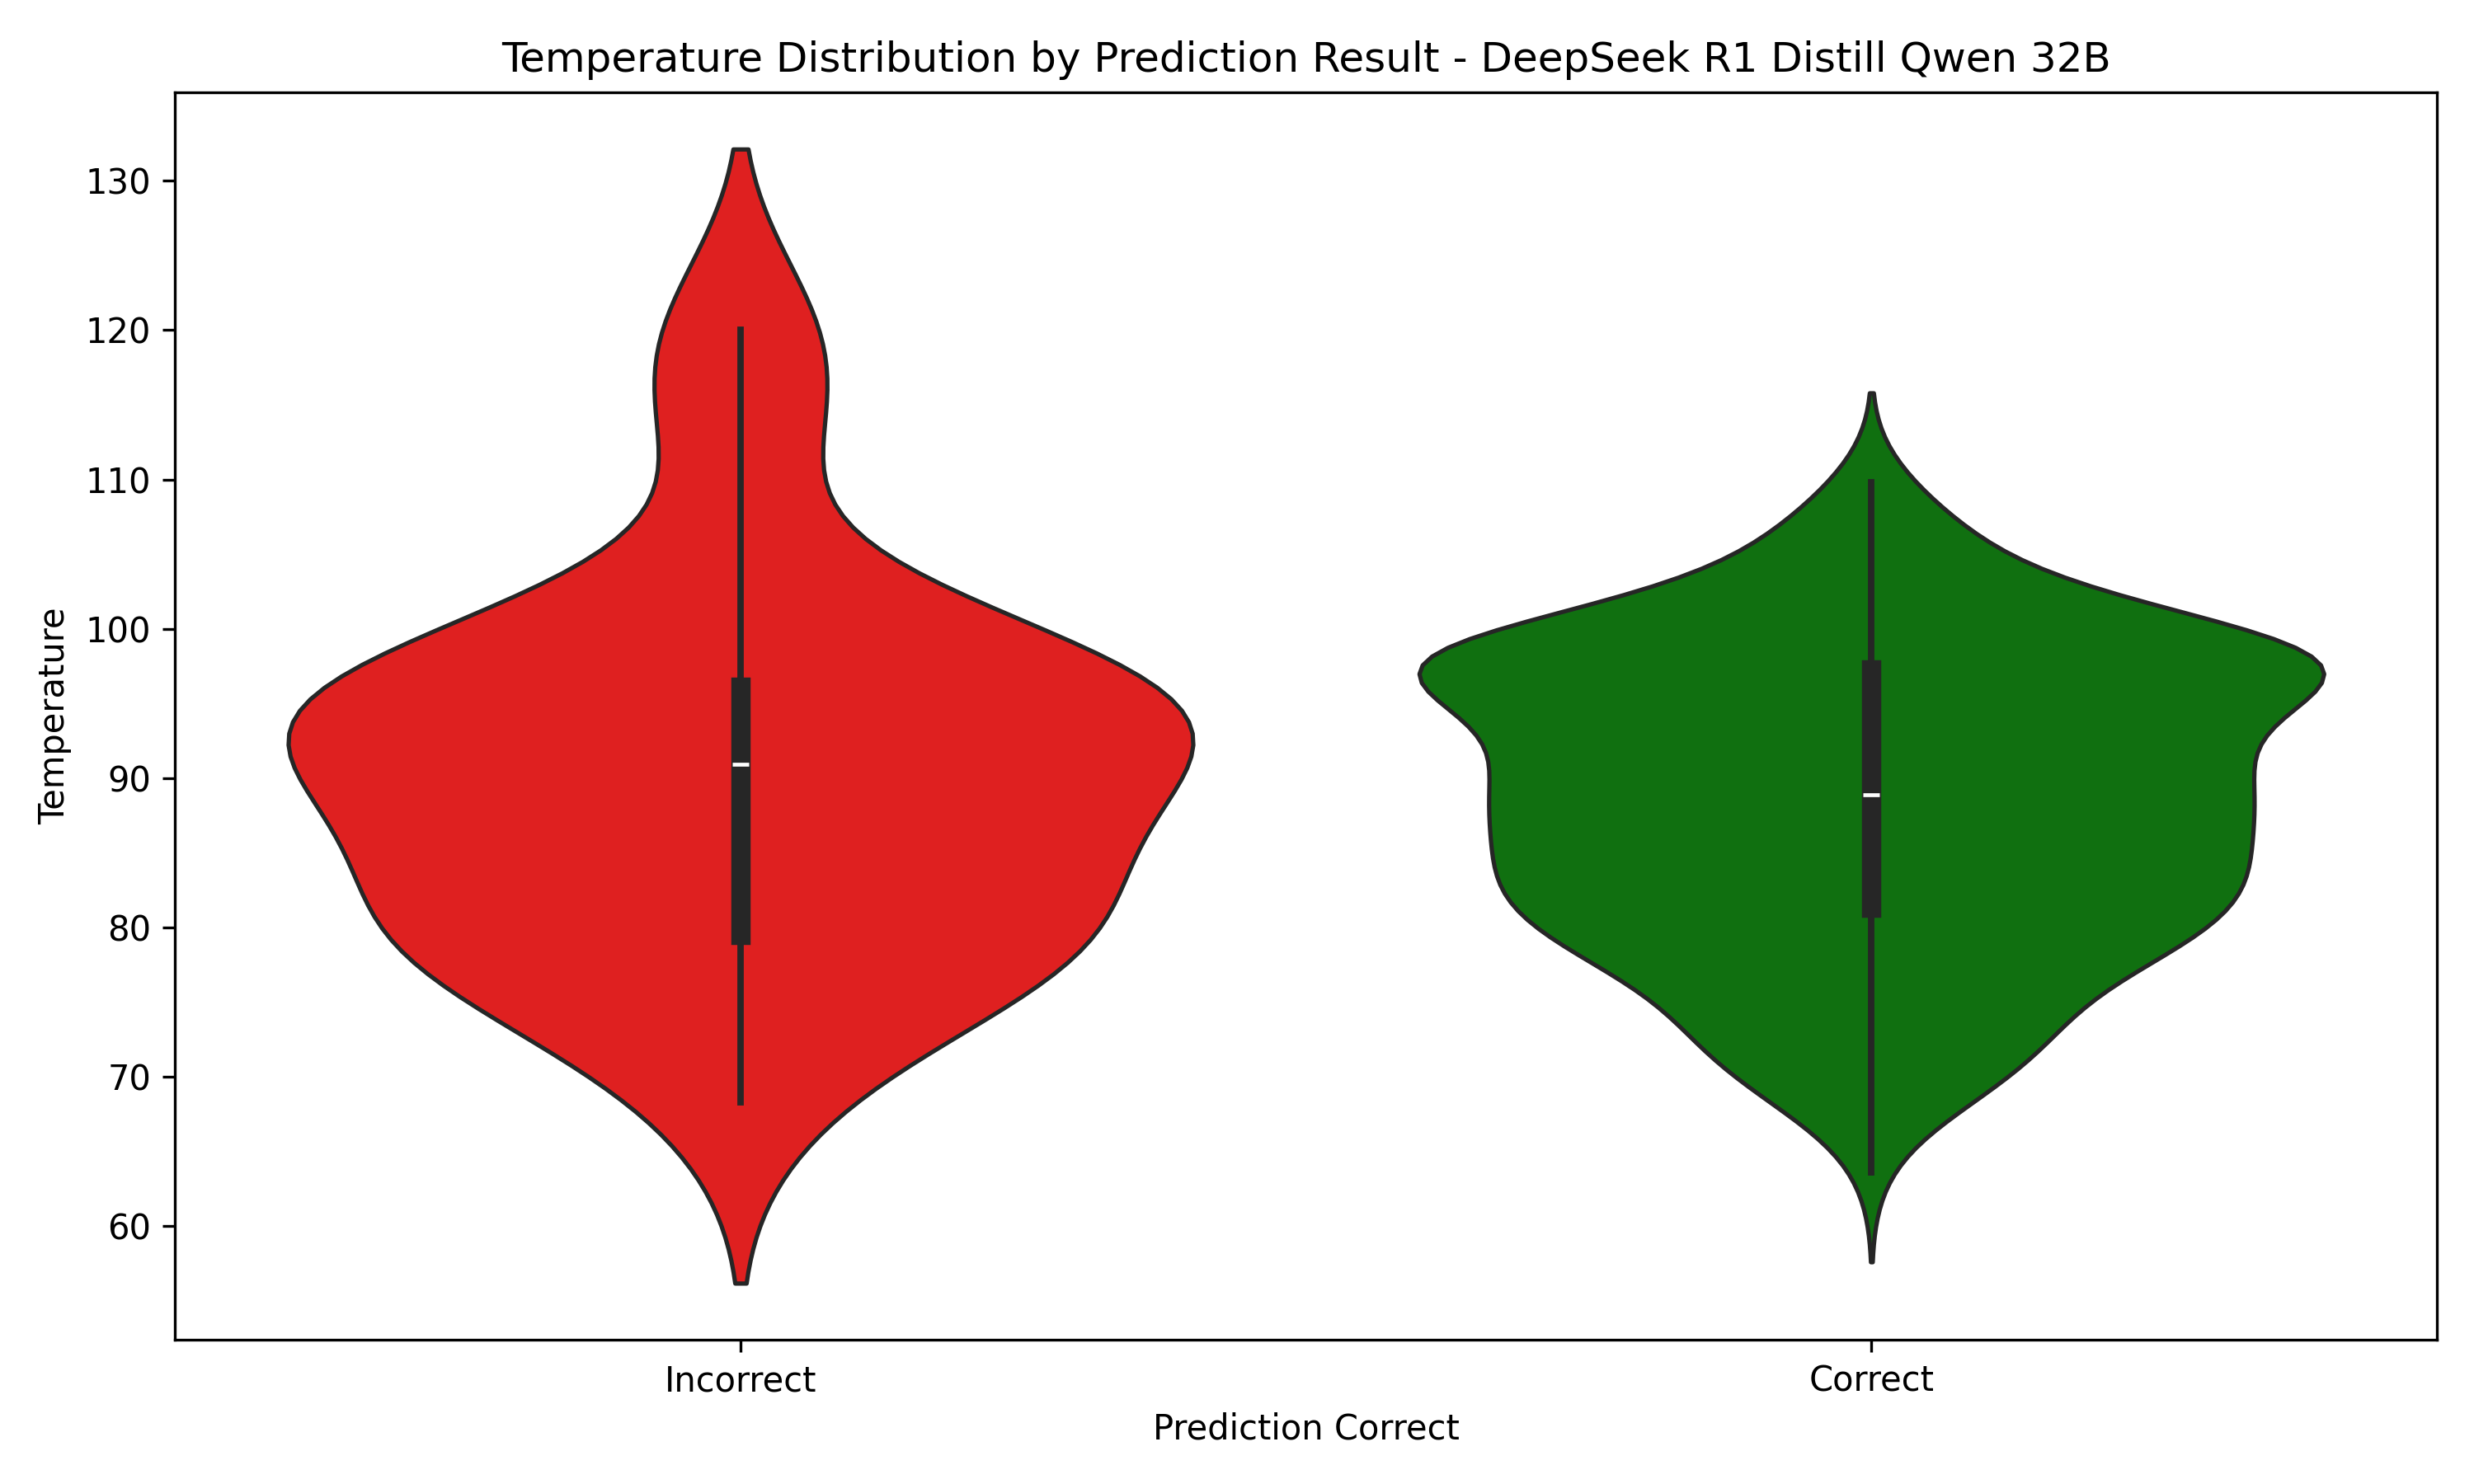 Temperature Distribution by Prediction Result - DeepSeek R1 Distill Qwen 32B
130
120
110
100
90
80
70
60
Temperature
Incorrect
Correct
Prediction Correct